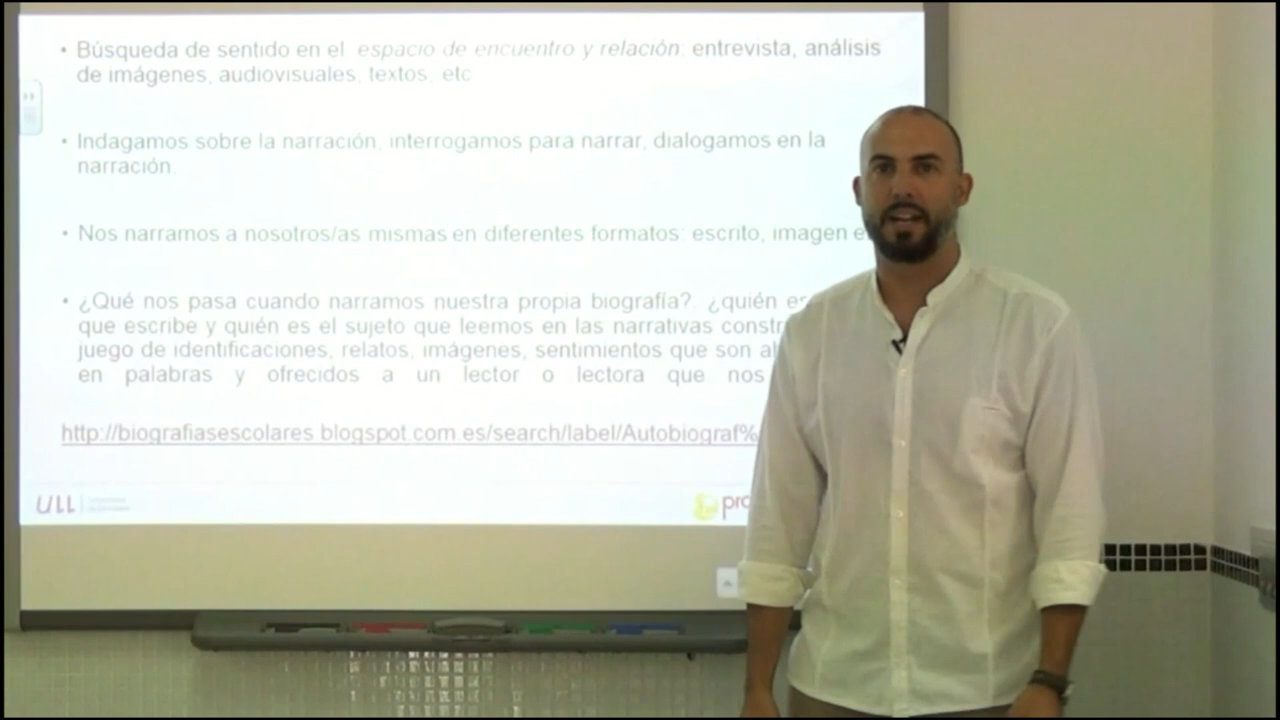 • Búsqueda de sentido en el espacio de encuentro y relación: entrevista, análisis
de imágenes, audiovisuales, textos, etc
• Indagamos sobre la narración, interrogamos para narrar, dialogamos en la
narración.
• Nos narramos a nosotros/as mismas en diferentes formatos: escrito, imagen
• ¿Qué nos pasa cuando narramos nuestra propia biografía? ¿quién
que escribe y quién es el sujeto que leemos en las narrativas
juego de identificaciones, relatos, imágenes, sentimientos que son
en palabras y ofrecidos a un lector o lectora que nos
http://biografiasescolares.blogspot.com.es/search/label/Autobiograf%
ULL